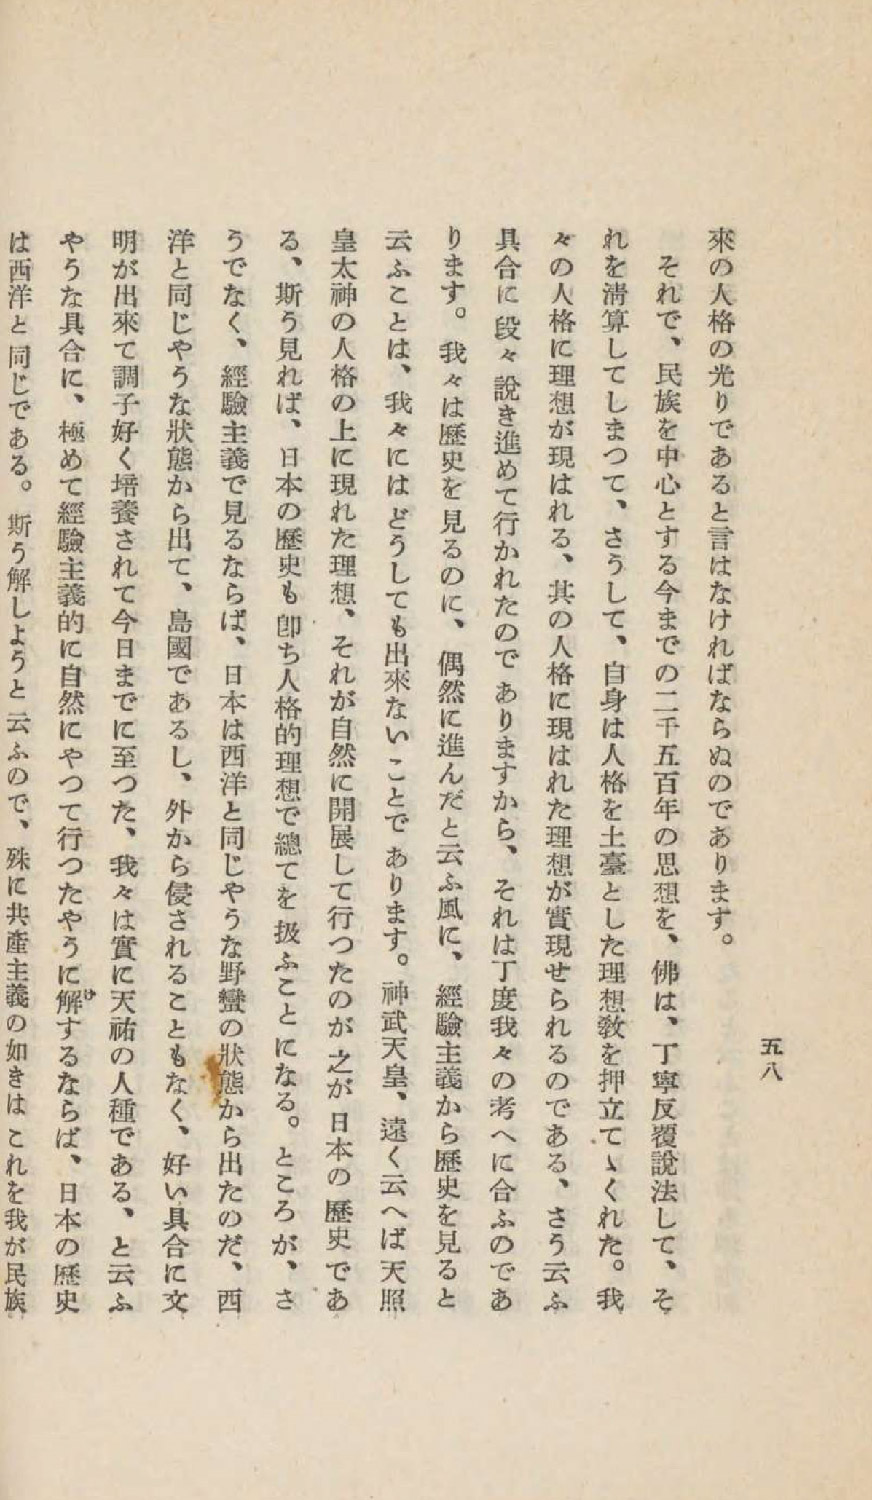 五八
來の人格の光りであると言はなければならぬのであります。
それで、民族を中心とする今までの二千五百年の思想を、佛は、丁寧反覆說法して、そ
れを淸算してしまつて、さうして、自身は人格を土臺とした理想敎を押立てゝくれた。我
々の人格に理想が現はれる、其の人格に現はれた理想が實現せられるのである、さう云ふ
具合に段々說き進めて行かれたのでありますから、それは丁度我々の考へに合ふのであ
ります。我々は歷史を見るのに、偶然に進んだと云ふ風に、經驗主義から歷史を見ると
云ふことは、我々にはどうしても出來ないことであります。神武天皇、遠く云へば天照
皇太神の人格の上に現れた理想、それが自然に開展して行つたのが之が日本の歷史であ
る、斯う見れば、日本の歷史も卽ち人格的理想で總てを扱ふことになる。ところが、さ
うでなく、經驗主義で見るならば、日本は西洋と同じやうな野蠻の狀態から出たのだ、西
洋と同じやうな狀態から出て、島國であるし、外から侵されることもなく、好い具合に文
明が出來て調子好く培養されて今日までに至つた、我々は實に天祐の人種である、と云ふ
やうな具合に、極めて經驗主義的に自然にやつて行つたやうに解するならば、日本の歷史
は西洋と同じである。斯う解しようと云ふので、殊に共產主義の如きはこれを我が民族